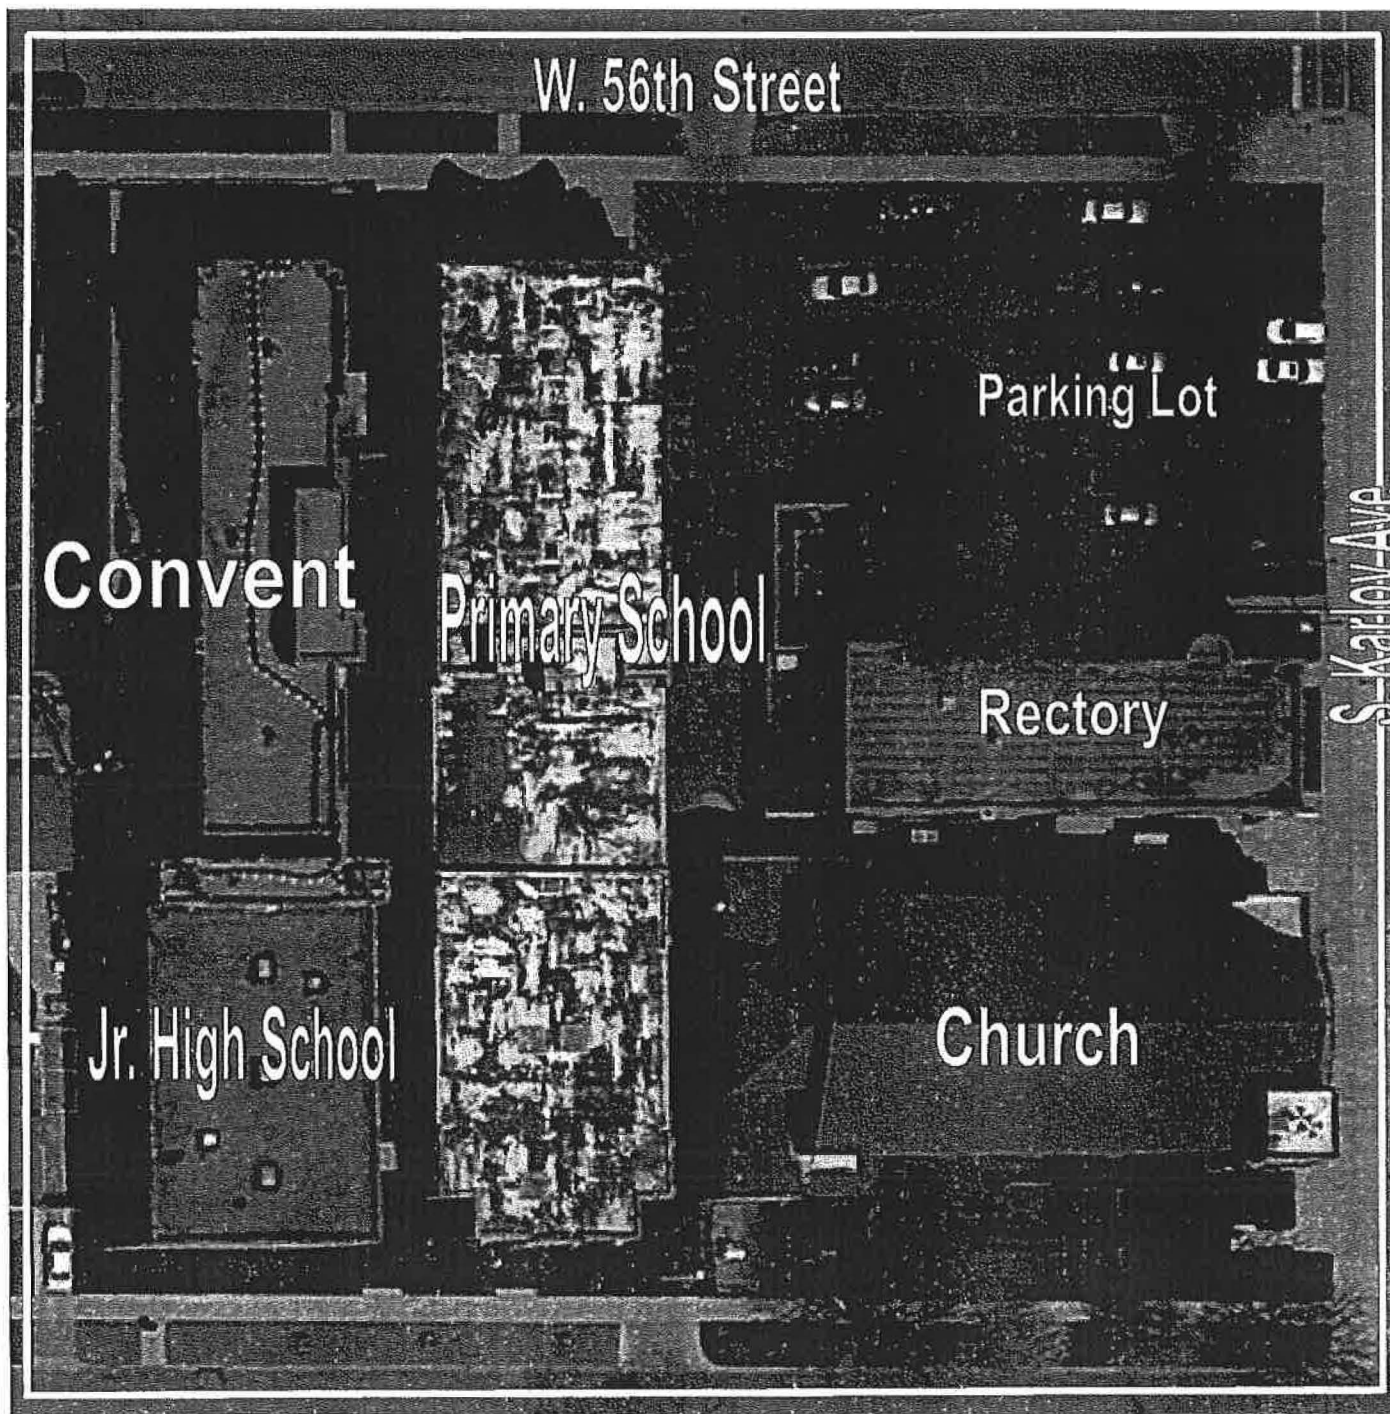 W. 56th Street
Parking Lot
S. Karlov Ave
Convent
Primary School
Rectory
Jr. High School
Church